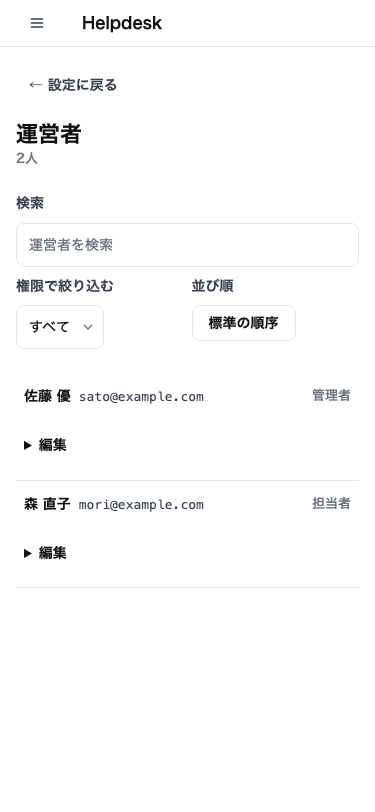 Helpdesk
← 設定に戻る
運営者
2人
検索
運営者を検索
権限で絞り込む
並び順
すべて
標準の順序
佐藤 優 sato@example.com 管理者
▶ 編集
森 直子 mori@example.com 担当者
▶ 編集